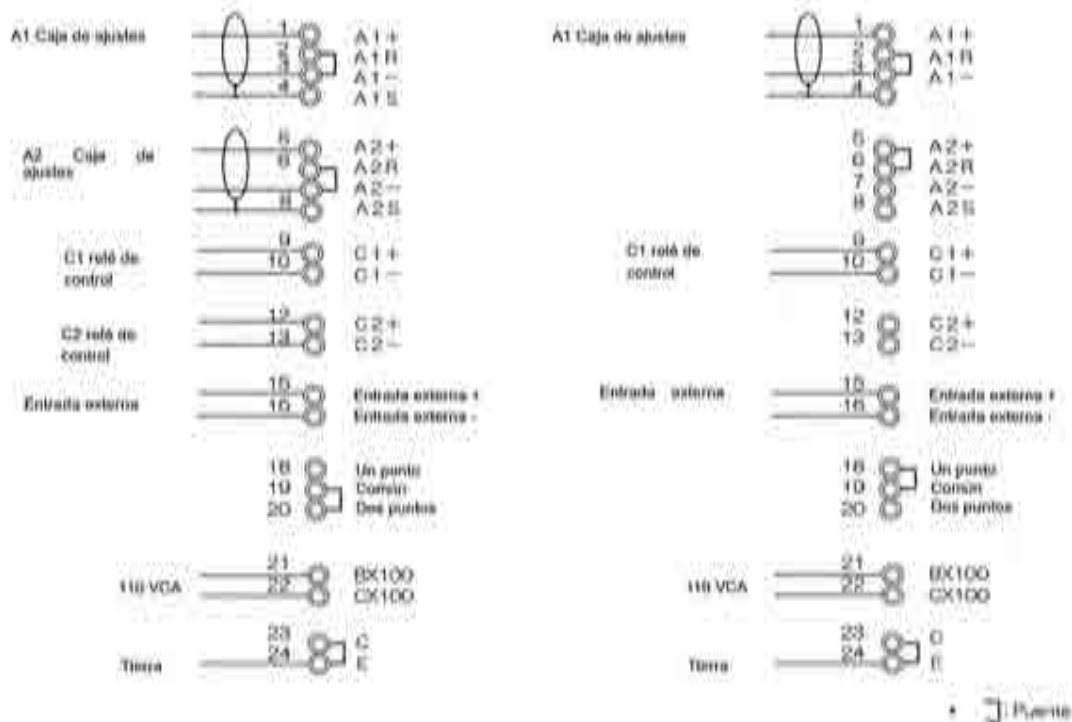 A1 Caja de ajustes
1 A1+
2 A1R
3 A1−
4 A1S
A2 Caja de
ajustes
5 A2+
6 A2R
A2−
8 A2S
C1 relé de
control
9 C1+
10 C1−
C2 relé de
control
12 C2+
13 C2−
Entrada externa
15 Entrada externa +
16 Entrada externa -
18 Un punto
19 Común
20 Dos puntos
110 VCA
21 BX100
22 CX100
Tierra
23 C
24 E
A1 Caja de ajustes
1 A1+
2 A1R
3 A1−
4
5 A2+
6 A2R
7 A2−
8 A2S
C1 relé de
control
9 C1+
10 C1−
12 C2+
13 C2−
Entrada externa
15 Entrada externa +
16 Entrada externa -
18 Un punto
19 Común
20 Dos puntos
110 VCA
21 BX100
22 CX100
Tierra
23
24 E
Puente